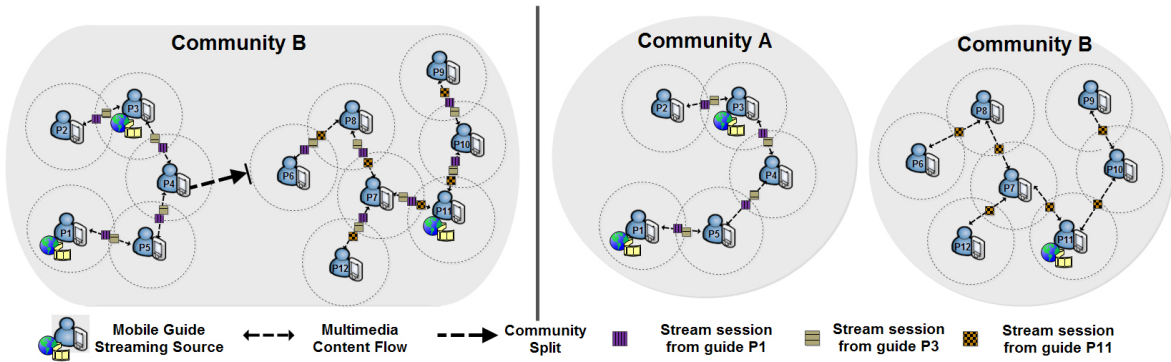 Community B
P9
P3
P2
P8
P10
P4
P6
P7
P11
P1
P5
P12
Community A
P2
P3
P4
P1
P5
Community B
P9
P8
P6
P10
P7
P12
P11
Mobile Guide
Streaming Source
Multimedia
Content Flow
Community
Split
Stream session
from guide P1
Stream session
from guide P3
Stream session
from guide P11